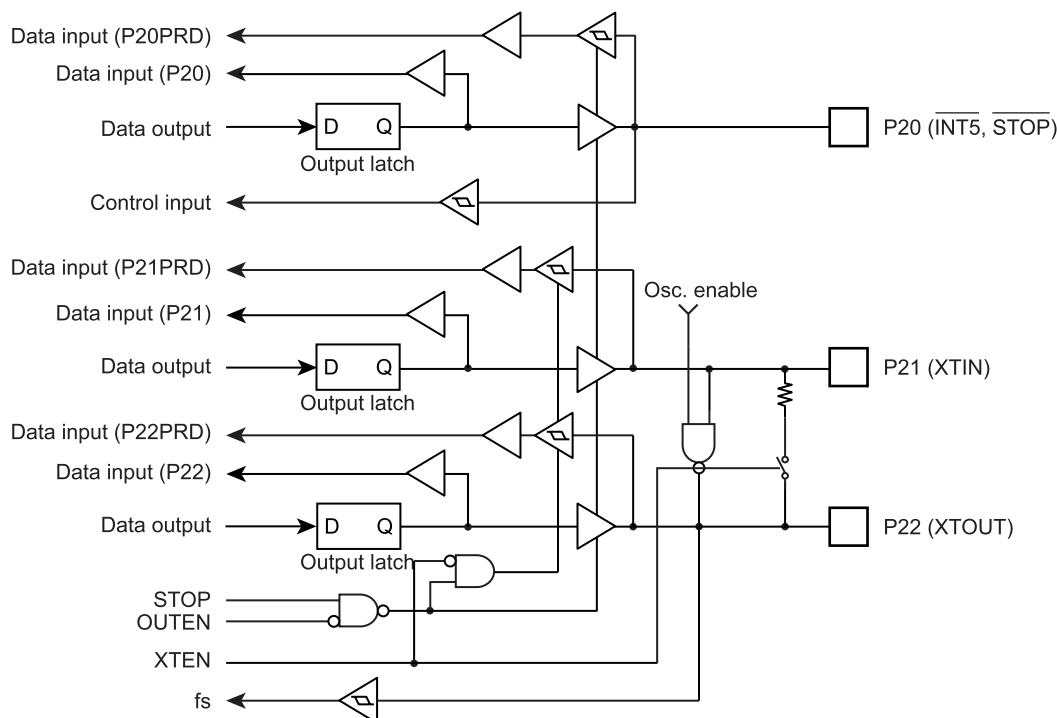 Data input (P20PRD)
Data input (P20)
Data output
D Q
Output latch
P20 (I̅N̅T̅5̅, S̅T̅O̅P̅)
Control input
Data input (P21PRD)
Osc. enable
Data input (P21)
Data output
D Q
Output latch
P21 (XTIN)
Data input (P22PRD)
Data input (P22)
Data output
D Q
Output latch
P22 (XTOUT)
STOP
OUTEN
XTEN
fs